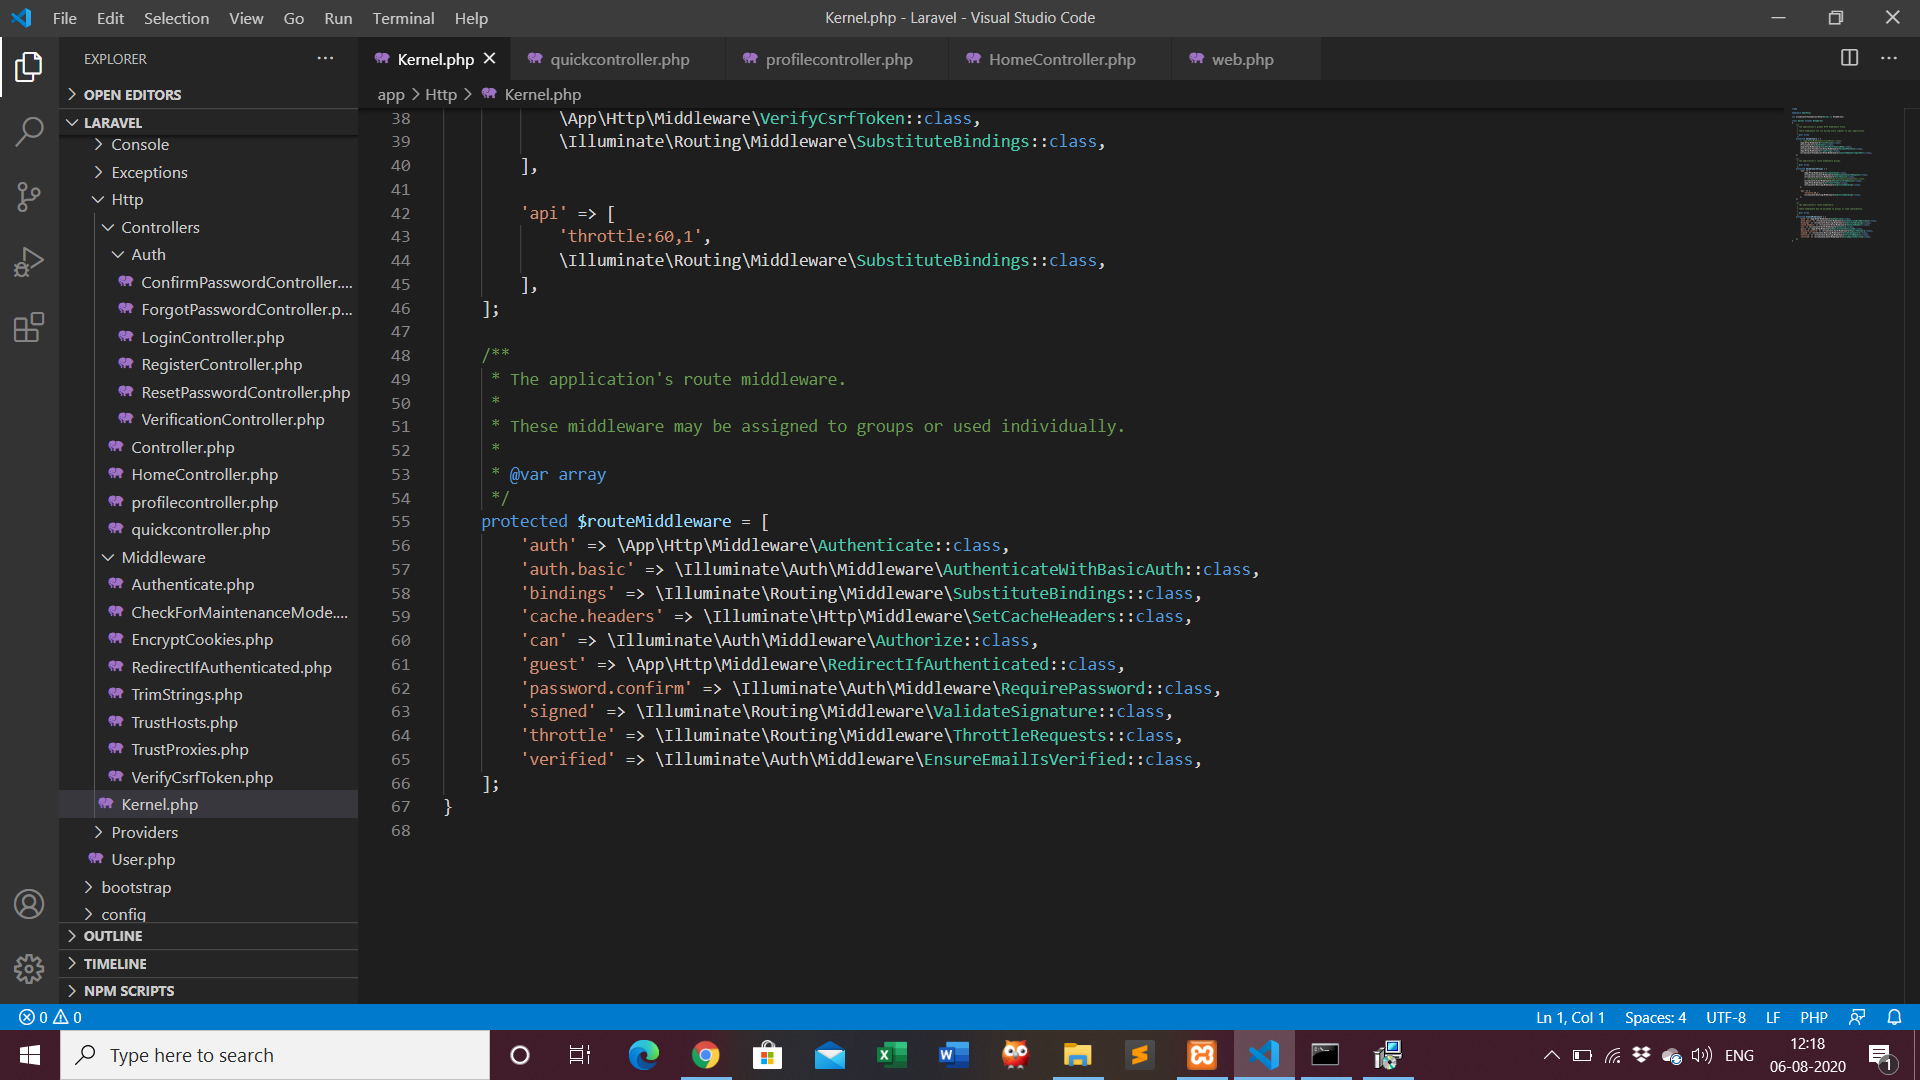 File Edit Selection View Go Run Terminal Help
Kernel.php - Laravel - Visual Studio Code
EXPLORER
OPEN EDITORS
LARAVEL
Console
Exceptions
Http
Controllers
Auth
ConfirmPasswordController....
ForgotPasswordController.p...
LoginController.php
RegisterController.php
ResetPasswordController.php
VerificationController.php
Controller.php
HomeController.php
profilecontroller.php
quickcontroller.php
Middleware
Authenticate.php
CheckForMaintenanceMode....
EncryptCookies.php
RedirectIfAuthenticated.php
TrimStrings.php
TrustHosts.php
TrustProxies.php
VerifyCsrfToken.php
Kernel.php
Providers
User.php
bootstrap
config
OUTLINE
TIMELINE
NPM SCRIPTS
Kernel.php quickcontroller.php profilecontroller.php HomeController.php web.php
app > Http > Kernel.php
38 \App\Http\Middleware\VerifyCsrfToken::class,
39 \Illuminate\Routing\Middleware\SubstituteBindings::class,
40 ],
41
42 'api' => [
43 'throttle:60,1',
44 \Illuminate\Routing\Middleware\SubstituteBindings::class,
45 ],
46 ];
47
48 /**
49 * The application's route middleware.
50 *
51 * These middleware may be assigned to groups or used individually.
52 *
53 * @var array
54 */
55 protected $routeMiddleware = [
56 'auth' => \App\Http\Middleware\Authenticate::class,
57 'auth.basic' => \Illuminate\Auth\Middleware\AuthenticateWithBasicAuth::class,
58 'bindings' => \Illuminate\Routing\Middleware\SubstituteBindings::class,
59 'cache.headers' => \Illuminate\Http\Middleware\SetCacheHeaders::class,
60 'can' => \Illuminate\Auth\Middleware\Authorize::class,
61 'guest' => \App\Http\Middleware\RedirectIfAuthenticated::class,
62 'password.confirm' => \Illuminate\Auth\Middleware\RequirePassword::class,
63 'signed' => \Illuminate\Routing\Middleware\ValidateSignature::class,
64 'throttle' => \Illuminate\Routing\Middleware\ThrottleRequests::class,
65 'verified' => \Illuminate\Auth\Middleware\EnsureEmailIsVerified::class,
66 ];
67 }
68
0 0
Ln 1, Col 1 Spaces: 4 UTF-8 LF PHP
Type here to search
ENG
12:18
06-08-2020
1